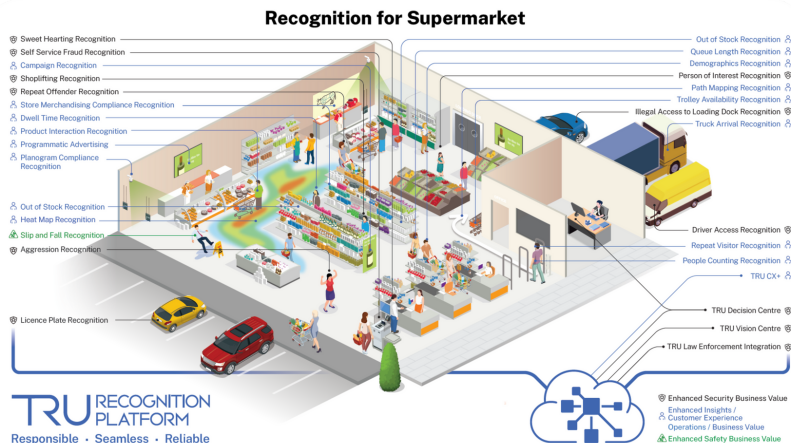 Recognition for Supermarket
Sweet Hearting Recognition
Self Service Fraud Recognition
Campaign Recognition
Shoplifting Recognition
Repeat Offender Recognition
Store Merchandising Compliance Recognition
Dwell Time Recognition
Product Interaction Recognition
Programmatic Advertising
Planogram Compliance
Recognition
Out of Stock Recognition
Heat Map Recognition
Slip and Fall Recognition
Aggression Recognition
Licence Plate Recognition
Out of Stock Recognition
Queue Length Recognition
Demographics Recognition
Person of Interest Recognition
Path Mapping Recognition
Trolley Availability Recognition
Illegal Access to Loading Dock Recognition
Truck Arrival Recognition
Driver Access Recognition
Repeat Visitor Recognition
People Counting Recognition
TRU CX+
TRU Decision Centre
TRU Vision Centre
TRU Law Enforcement Integration
TRU RECOGNITION
PLATFORM
Responsible • Seamless • Reliable
Enhanced Security Business Value
Enhanced Insights /
Customer Experience
Operations / Business Value
Enhanced Safety Business Value